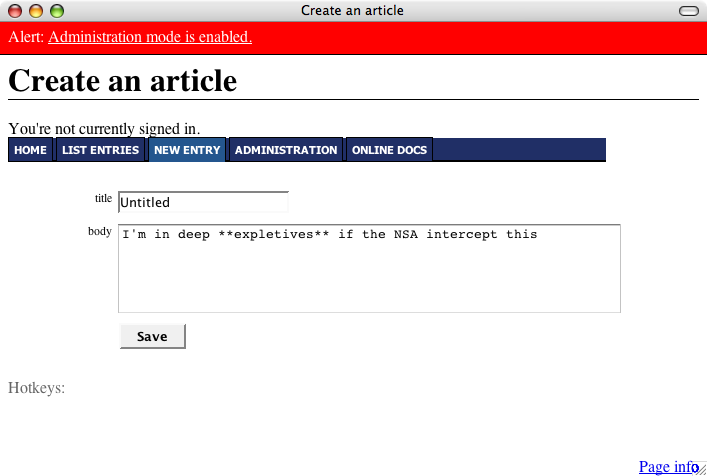 Create an article
Alert: Administration mode is enabled.
Create an article
You're not currently signed in.
HOME LIST ENTRIES NEW ENTRY ADMINISTRATION ONLINE DOCS
title Untitled
body I'm in deep **expletives** if the NSA intercept this
Save
Hotkeys:
Page info